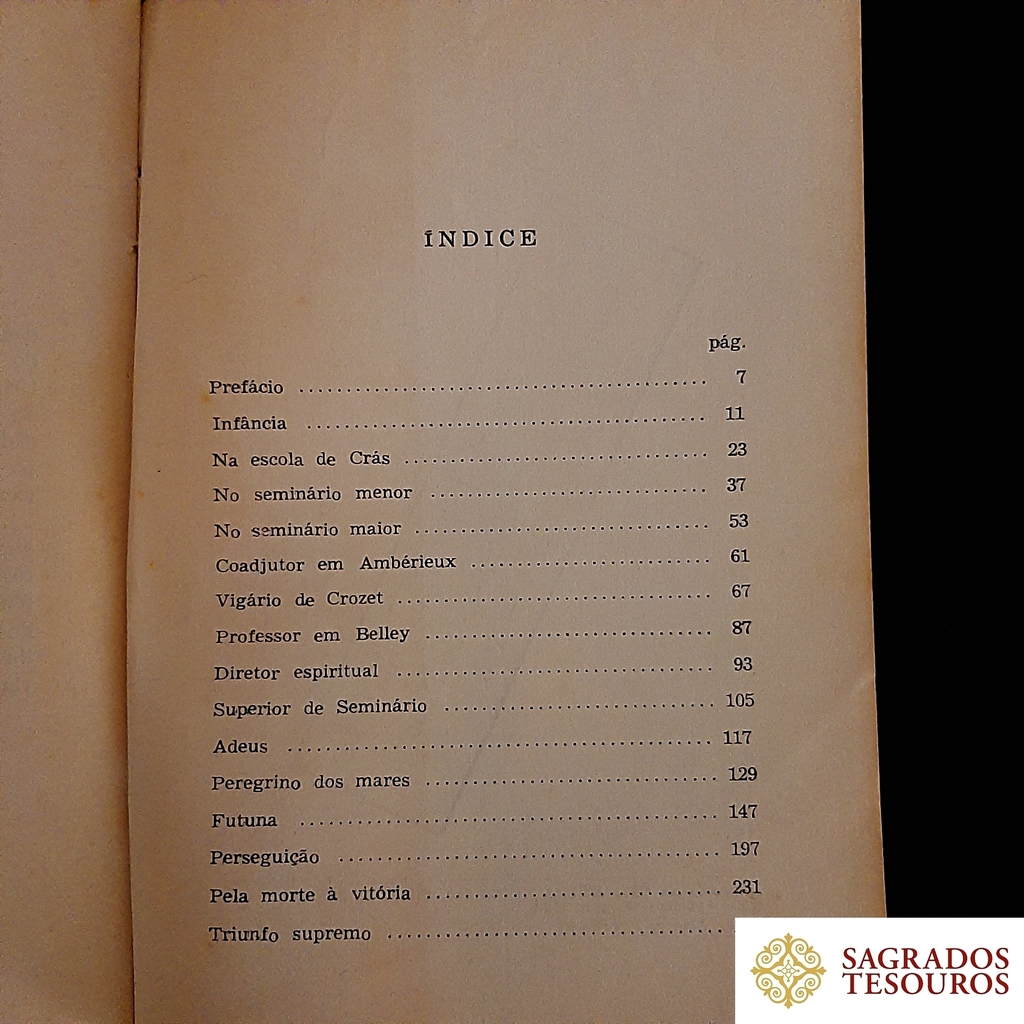 ÍNDICE
pág.
Prefácio ........................................ 7
Infância ........................................ 11
Na escola de Crás ........................................ 23
No seminário menor ........................................ 37
No seminário maior ........................................ 53
Coadjutor em Ambérieux ........................................ 61
Vigário de Crozet ........................................ 67
Professor em Belley ........................................ 87
Diretor espiritual ........................................ 93
Superior de Seminário ........................................ 105
Adeus ........................................ 117
Peregrino dos mares ........................................ 129
Futuna ........................................ 147
Perseguição ........................................ 197
Pela morte à vitória ........................................ 231
Triunfo supremo ........................................
SAGRADOS
TESOUROS